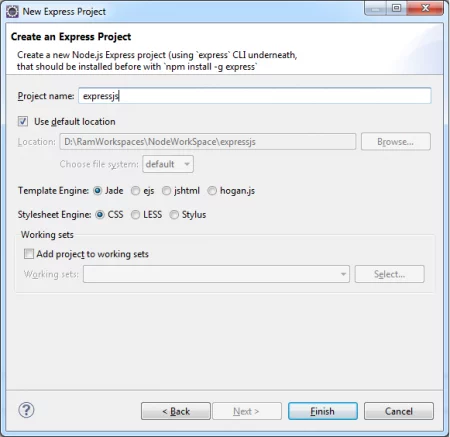 New Express Project
Create an Express Project
Create a new Node.js Express project (using `express` CLI underneath,
that should be installed before with `npm install -g express`
Project name: expressjs
Use default location
Location: D:\RamWorkspaces\NodeWorkSpace\expressjs Browse...
Choose file system: default
Template Engine: Jade ejs jshtml hogan.js
Stylesheet Engine: CSS LESS Stylus
Working sets
Add project to working sets
Working sets: Select...
? < Back Next > Finish Cancel